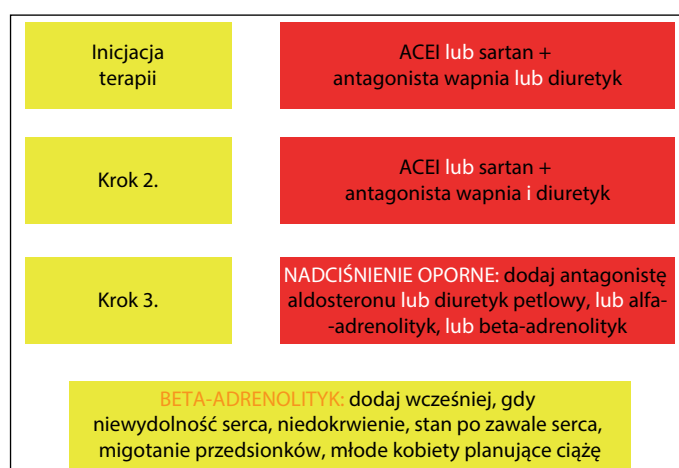 Inicjacja
terapii
ACEI lub sartan +
antagonista wapnia lub diuretyk
Krok 2.
ACEI lub sartan +
antagonista wapnia i diuretyk
Krok 3.
NADCIŚNIENIE OPORNE: dodaj antagonistę
aldosteronu lub diuretyk petlowy, lub alfa-
-adrenolityk, lub beta-adrenolityk
BETA-ADRENOLITYK: dodaj wcześniej, gdy
niewydolność serca, niedokrwienie, stan po zawale serca,
migotanie przedsionków, młode kobiety planujące ciążę